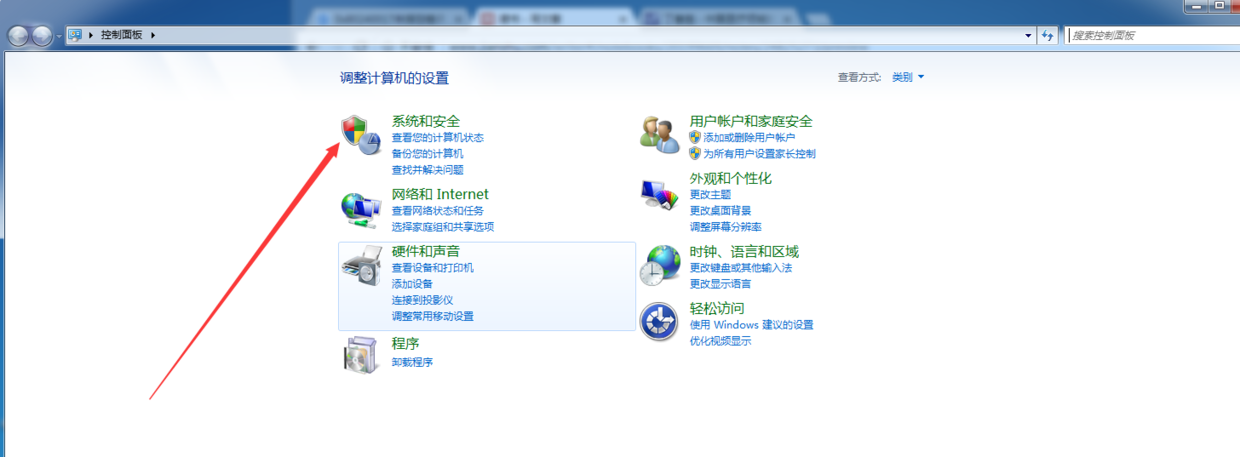 控制面板
搜索控制面板
调整计算机的设置
查看方式: 类别
系统和安全
查看您的计算机状态
备份您的计算机
查找并解决问题
网络和 Internet
查看网络状态和任务
选择家庭组和共享选项
硬件和声音
查看设备和打印机
添加设备
连接到投影仪
调整常用移动设置
程序
卸载程序
用户帐户和家庭安全
添加或删除用户帐户
为所有用户设置家长控制
外观和个性化
更改主题
更改桌面背景
调整屏幕分辨率
时钟、语言和区域
更改键盘或其他输入法
更改显示语言
轻松访问
使用 Windows 建议的设置
优化视频显示